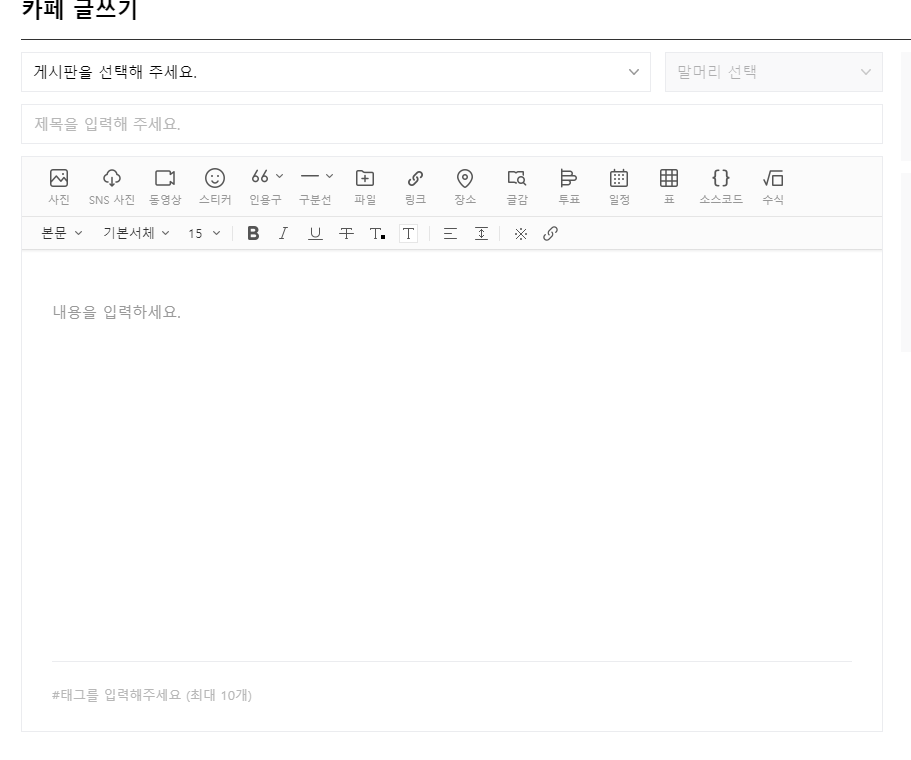 카페 글쓰기
게시판을 선택해 주세요. 말머리 선택
제목을 입력해 주세요.
사진 SNS 사진 동영상 스티커 인용구 구분선 파일 링크 장소 글감 투표 일정 표 소스코드 수식
본문 기본서체 15 B I U T T T
내용을 입력하세요.
#태그를 입력해주세요 (최대 10개)